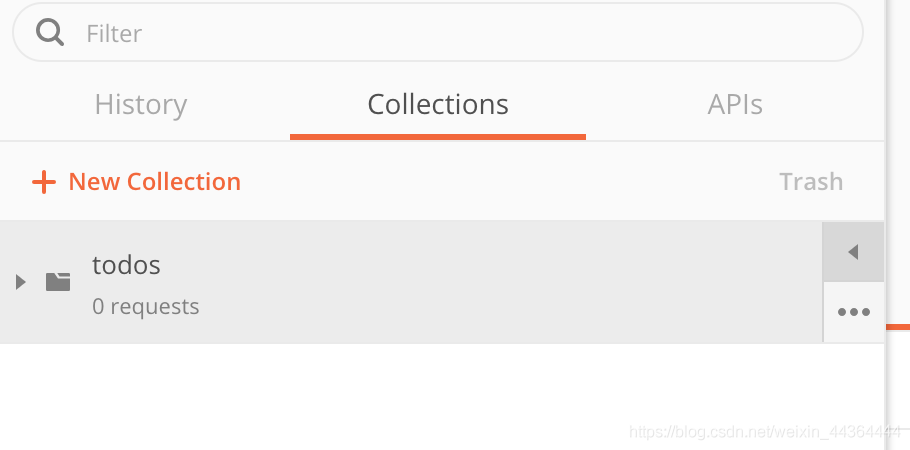 Filter
History Collections APIs
New Collection Trash
todos
0 requests
https://blog.csdn.net/weixin_44364444